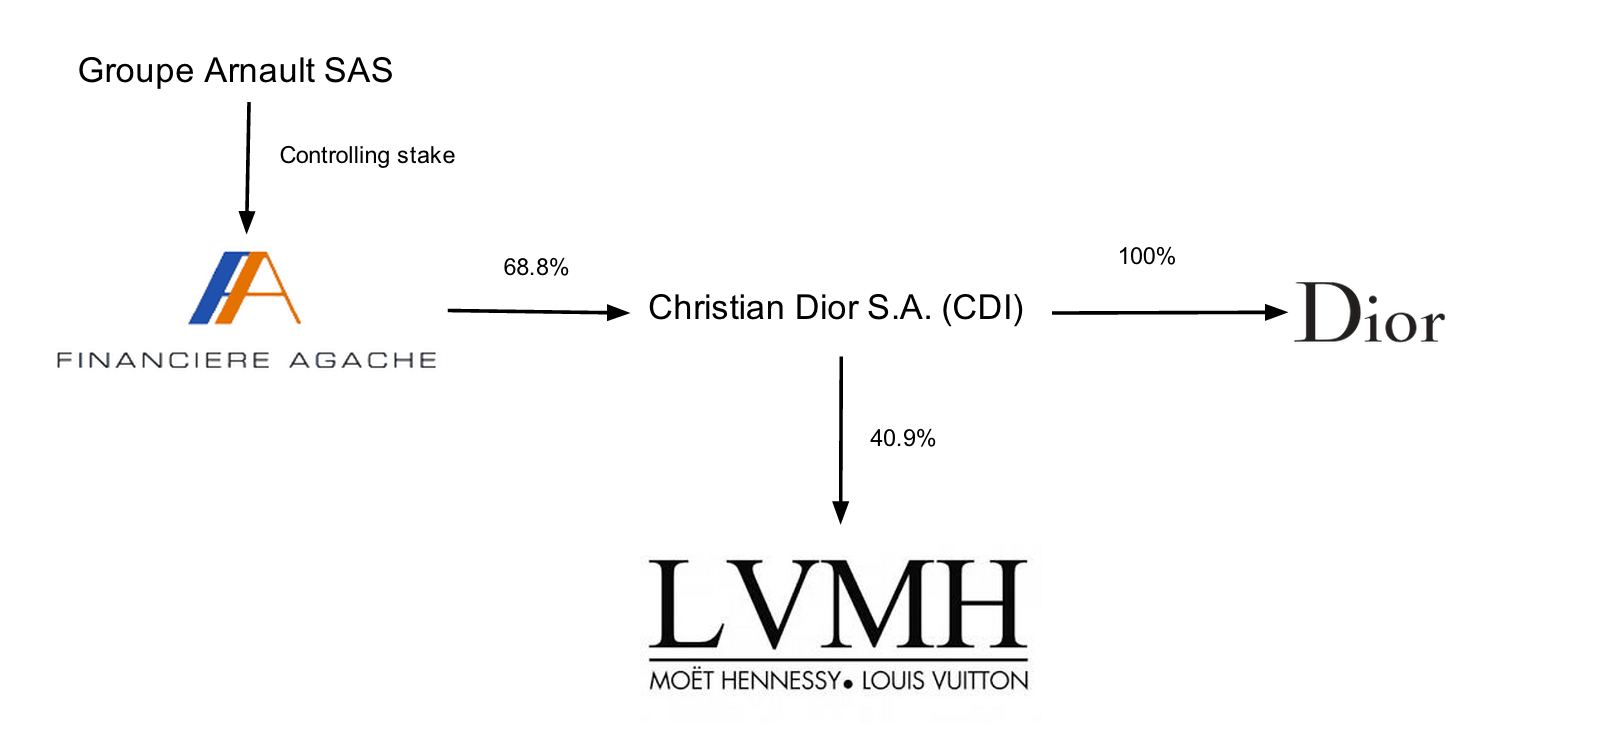 Groupe Arnault SAS
Controlling stake
FINANCIERE AGACHE
68.8%
Christian Dior S.A. (CDI)
100%
Dior
40.9%
LVMH
MOËT HENNESSY • LOUIS VUITTON